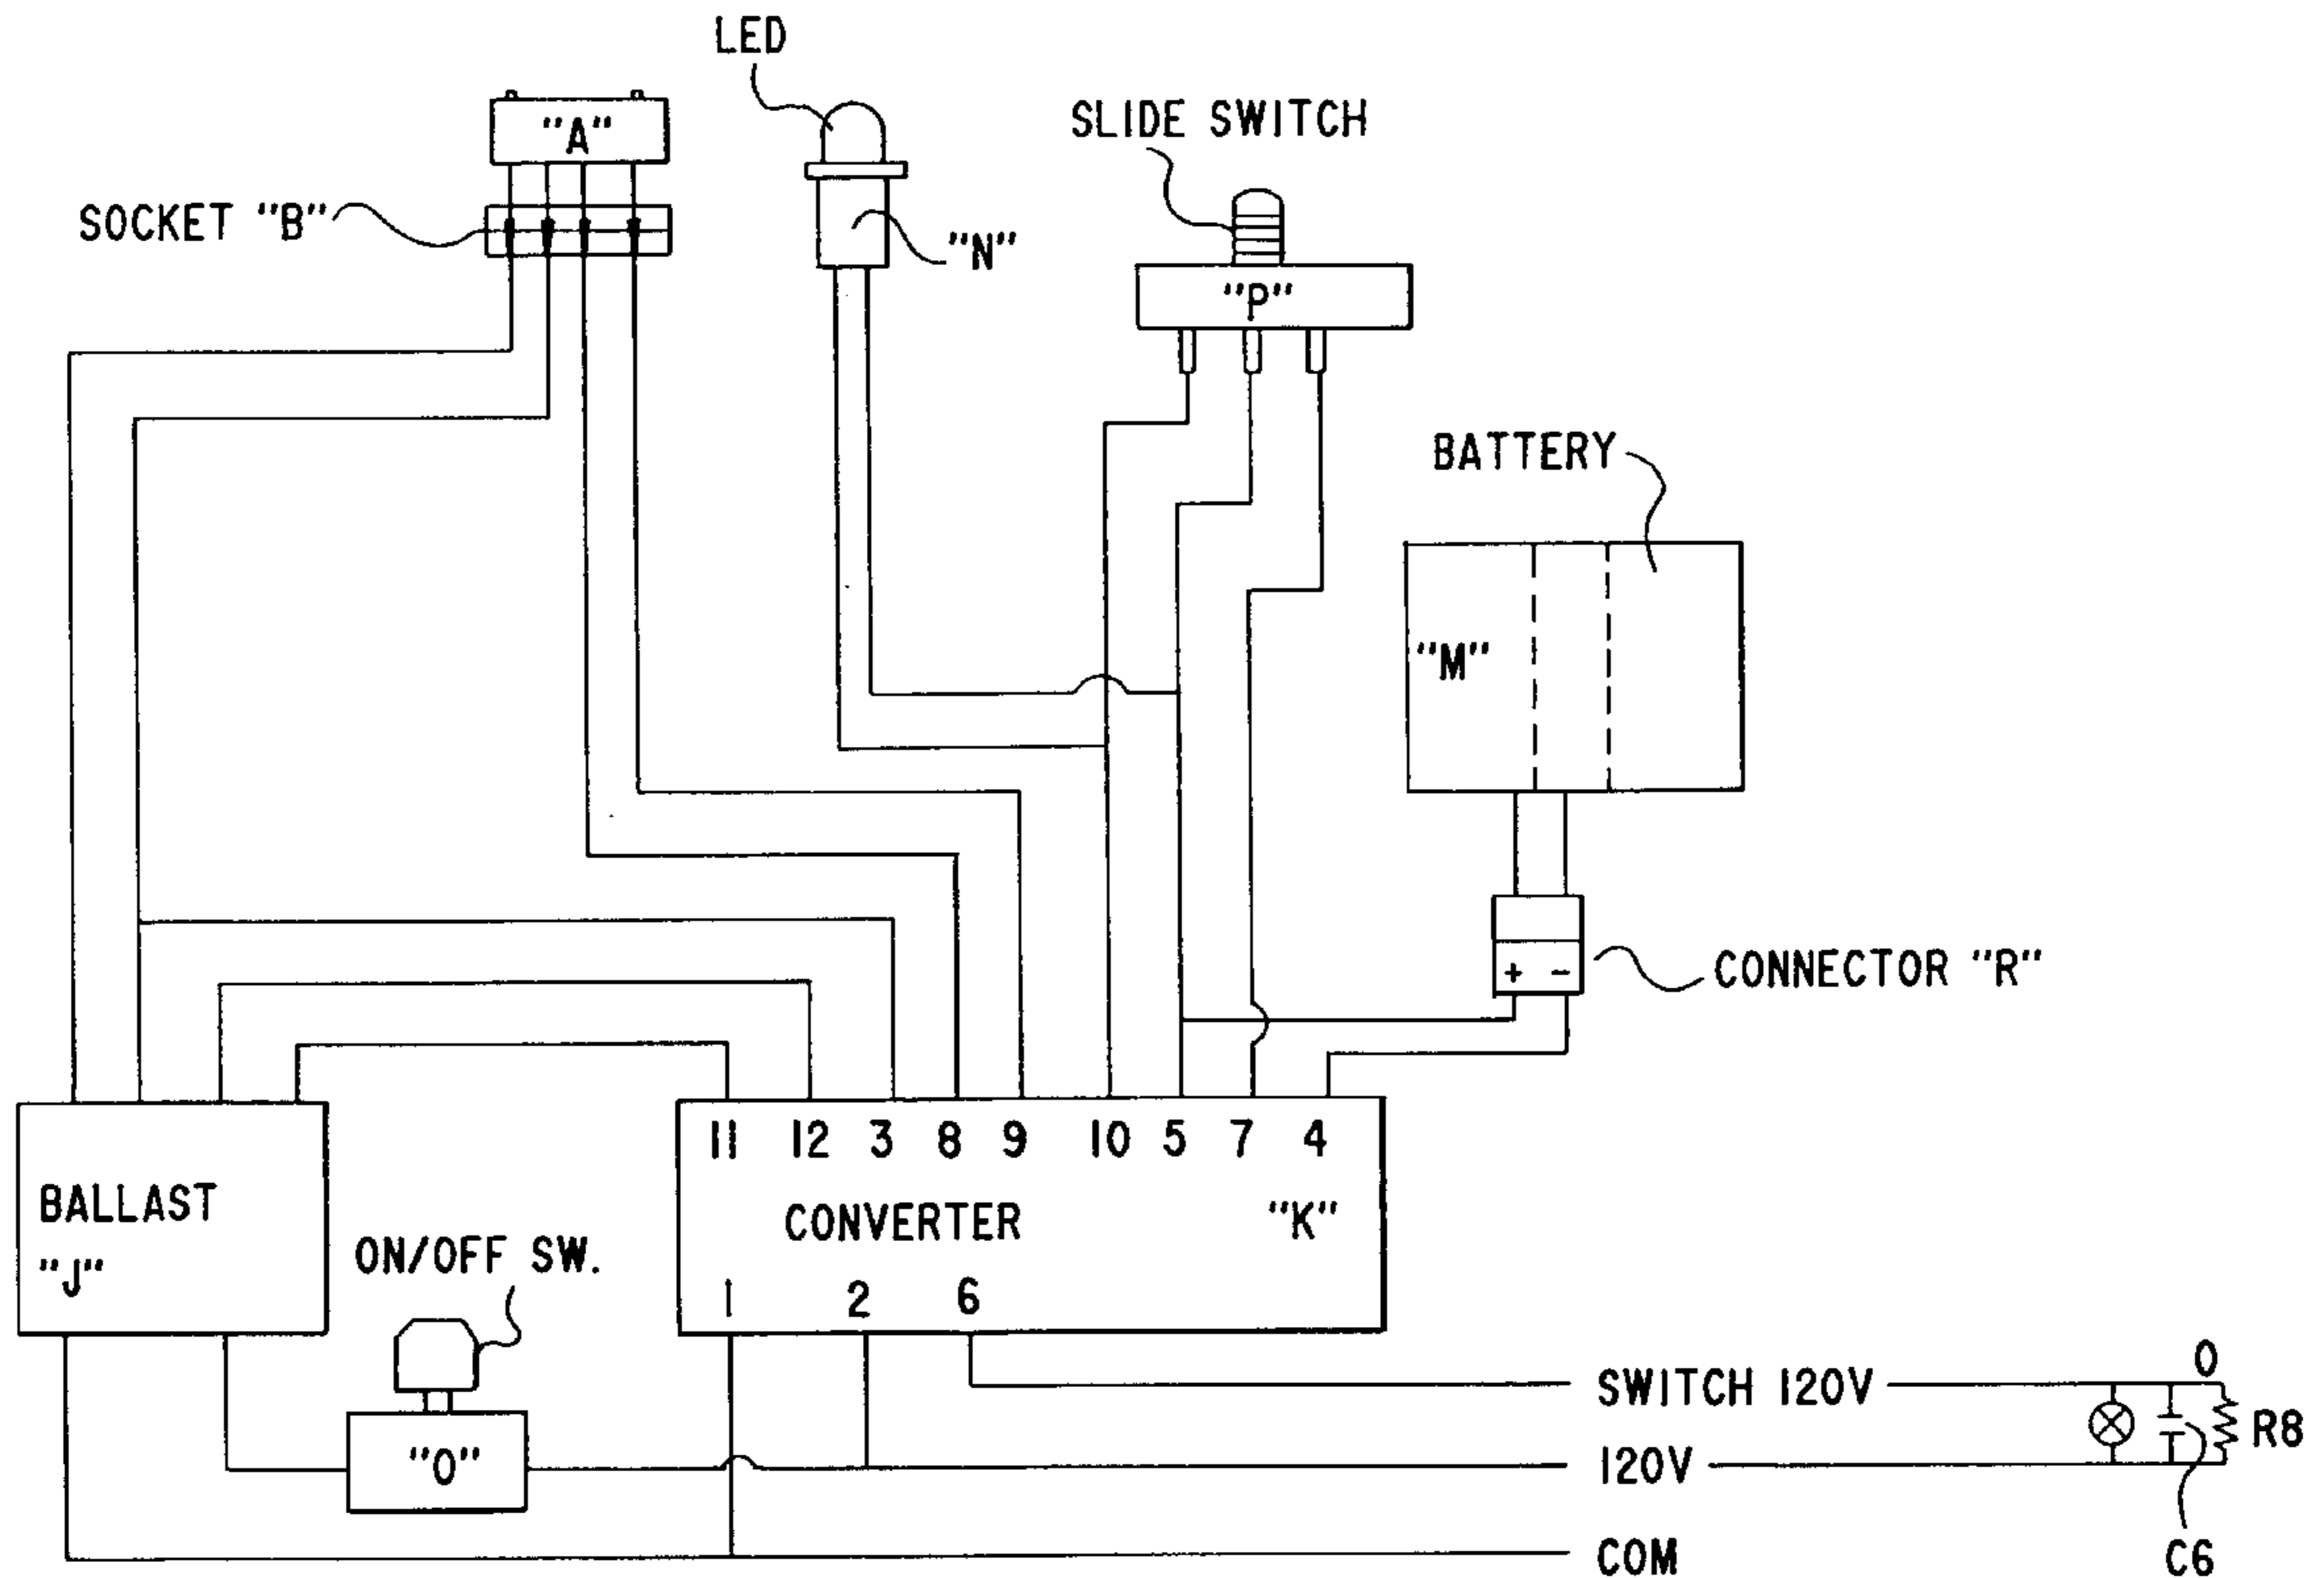 LED
"A"
SLIDE SWITCH
SOCKET "B"
"N"
"P"
BATTERY
"M"
+ -
CONNECTOR "R"
11 12 3 8 9 10 5 7 4
BALLAST
"J"
CONVERTER "K"
ON/OFF SW.
1 2 6
"O"
SWITCH 120V
O
R8
120V
COM
C6